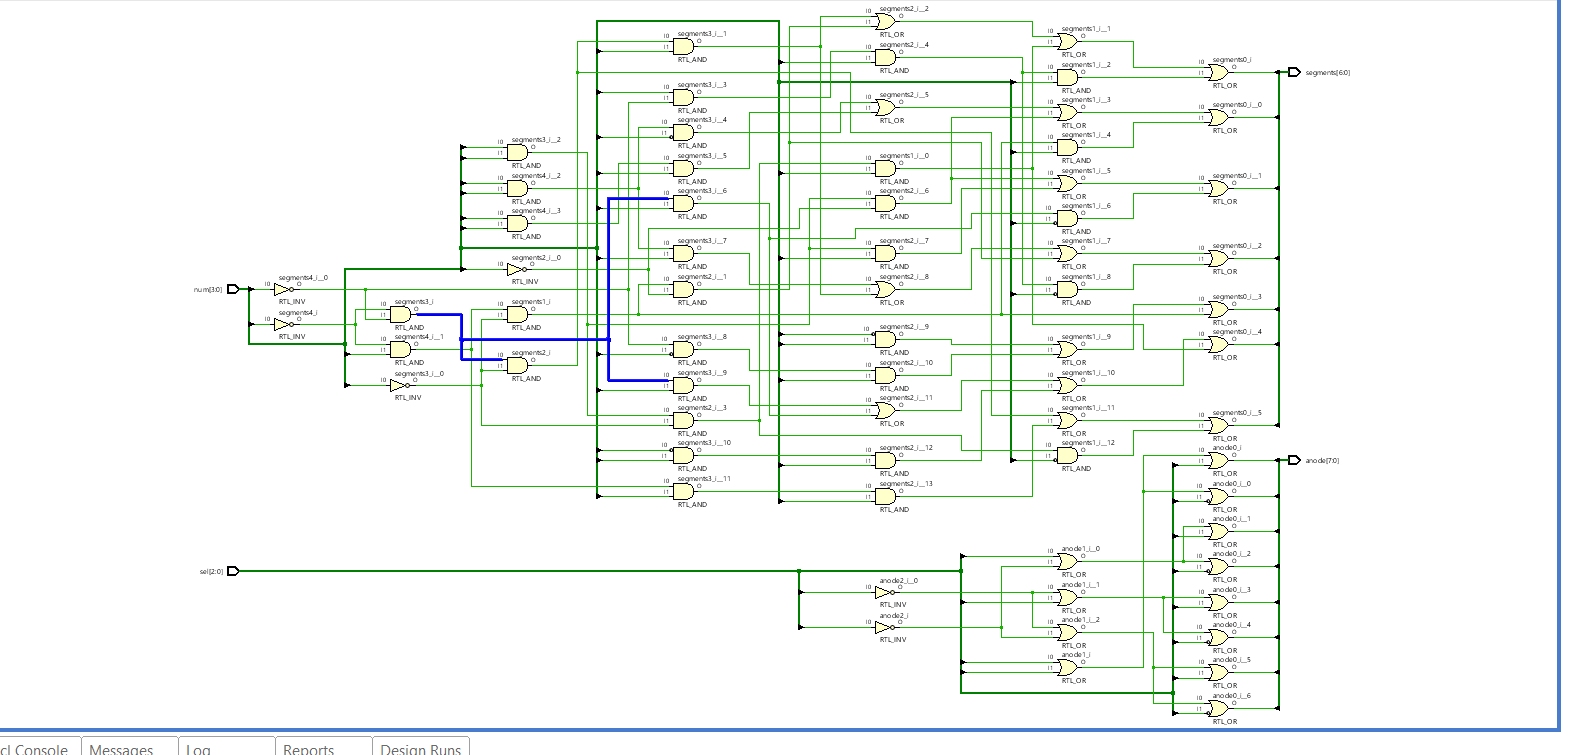 segments2_i__2
RTL_OR
segments3_i__1
RTL_AND
segments2_i__4
RTL_AND
segments1_i__1
RTL_OR
segments1_i__2
RTL_AND
segments0_i
RTL_OR
segments[6:0]
segments3_i__3
RTL_AND
segments2_i__5
RTL_OR
segments1_i__3
RTL_OR
segments0_i__0
RTL_OR
segments3_i__4
RTL_AND
segments1_i__4
RTL_AND
segments3_i__2
RTL_AND
segments3_i__5
RTL_AND
segments1_i__0
RTL_AND
segments1_i__5
RTL_OR
segments0_i__1
RTL_OR
segments4_i__2
RTL_AND
segments3_i__6
RTL_AND
segments2_i__6
RTL_AND
segments1_i__6
RTL_AND
segments4_i__3
RTL_AND
segments3_i__7
RTL_AND
segments2_i__7
RTL_AND
segments1_i__7
RTL_OR
segments0_i__2
RTL_OR
segments2_i__0
RTL_INV
segments2_i__1
RTL_AND
segments2_i__8
RTL_OR
segments1_i__8
RTL_AND
num[3:0]
segments4_i__0
RTL_INV
segments4_i
RTL_INV
segments3_i
RTL_AND
segments1_i
RTL_AND
segments0_i__3
RTL_OR
segments4_i__1
RTL_AND
segments2_i
RTL_AND
segments3_i__8
RTL_AND
segments2_i__9
RTL_AND
segments1_i__9
RTL_OR
segments0_i__4
RTL_OR
segments3_i__0
RTL_INV
segments3_i__9
RTL_AND
segments2_i__10
RTL_AND
segments1_i__10
RTL_OR
segments2_i__3
RTL_AND
segments2_i__11
RTL_OR
segments1_i__11
RTL_OR
segments0_i__5
RTL_OR
segments3_i__10
RTL_AND
segments2_i__12
RTL_AND
segments1_i__12
RTL_AND
anode0_i
RTL_OR
anode[7:0]
segments3_i__11
RTL_AND
segments2_i__13
RTL_AND
anode0_i__0
RTL_OR
anode0_i__1
RTL_OR
sel[2:0]
anode1_i__0
RTL_OR
anode0_i__2
RTL_OR
anode2_i__0
RTL_INV
anode1_i__1
RTL_OR
anode0_i__3
RTL_OR
anode2_i
RTL_INV
anode1_i__2
RTL_OR
anode0_i__4
RTL_OR
anode1_i
RTL_OR
anode0_i__5
RTL_OR
anode0_i__6
RTL_OR
cl Console Messages Log Reports Design Runs